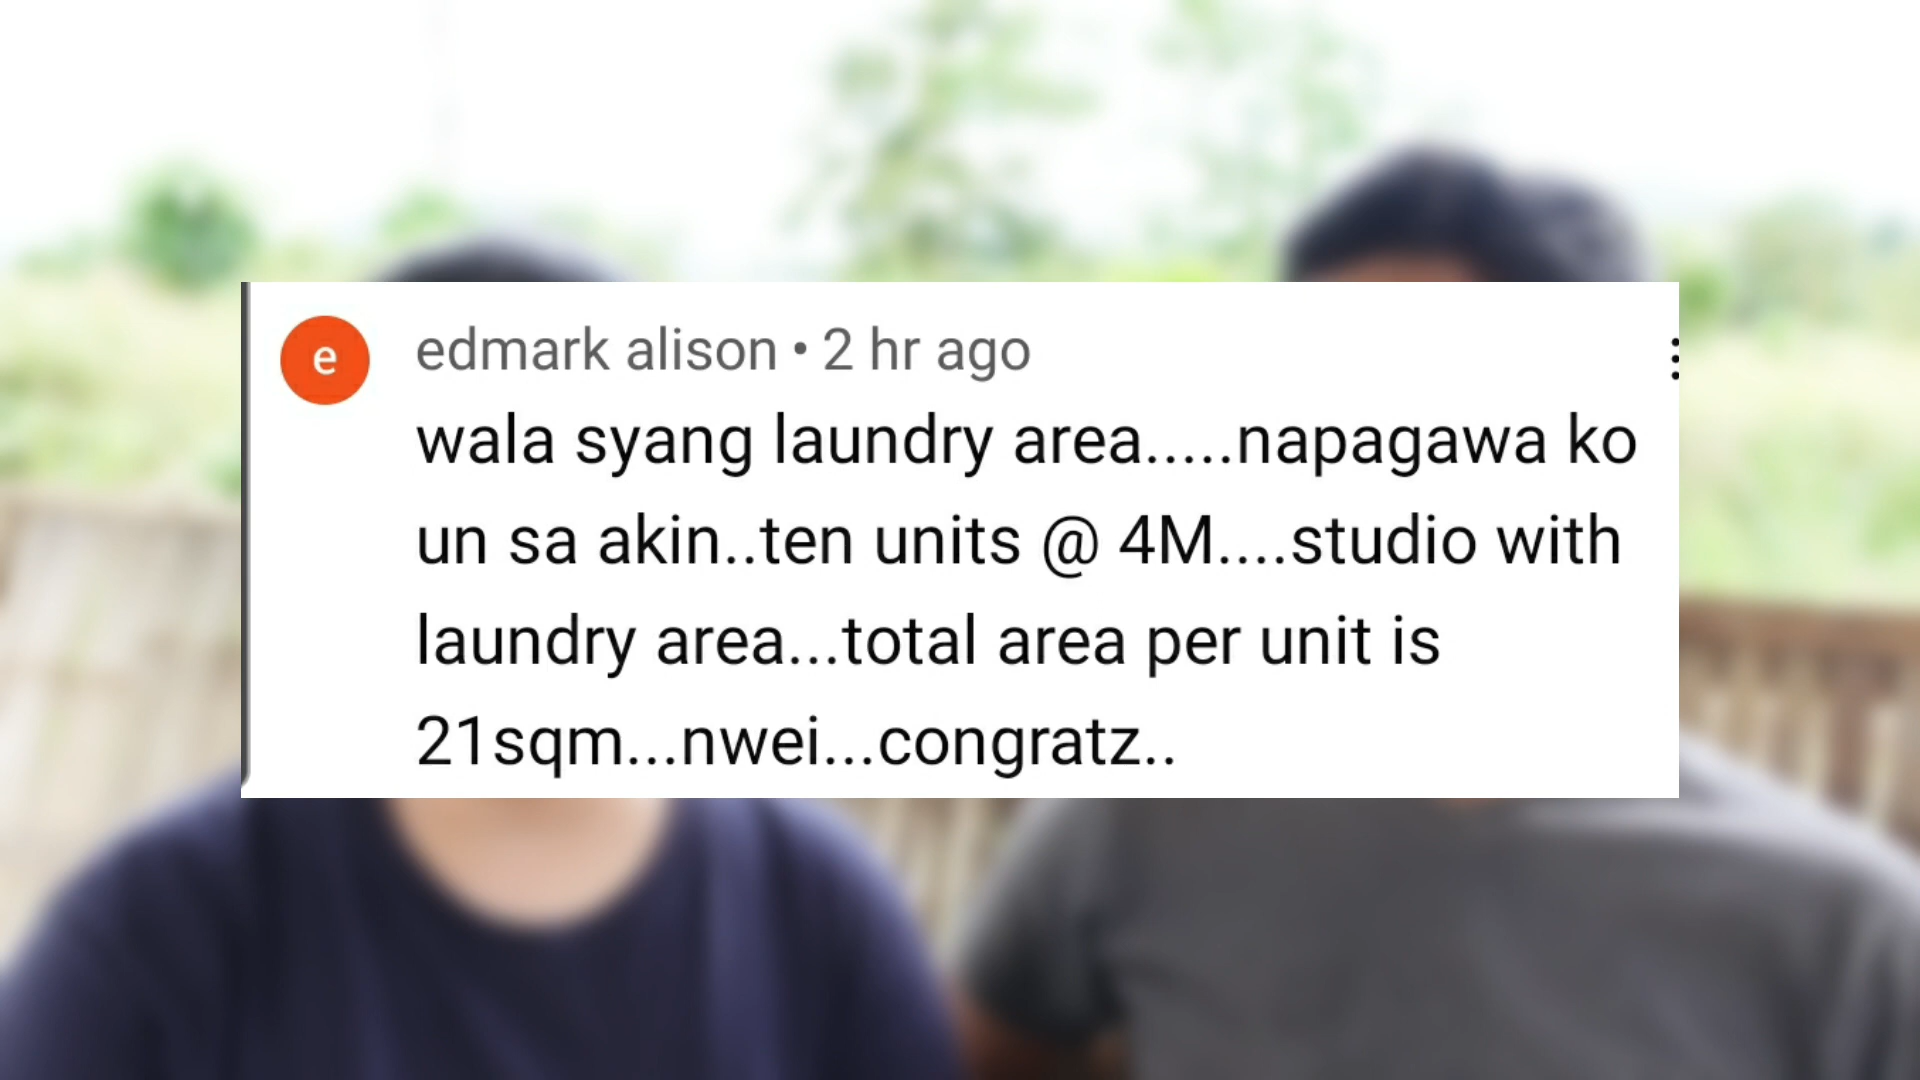 e
edmark alison • 2 hr ago
wala syang laundry area.....napagawa ko
un sa akin..ten units @ 4M....studio with
laundry area...total area per unit is
21sqm...nwei...congratz..